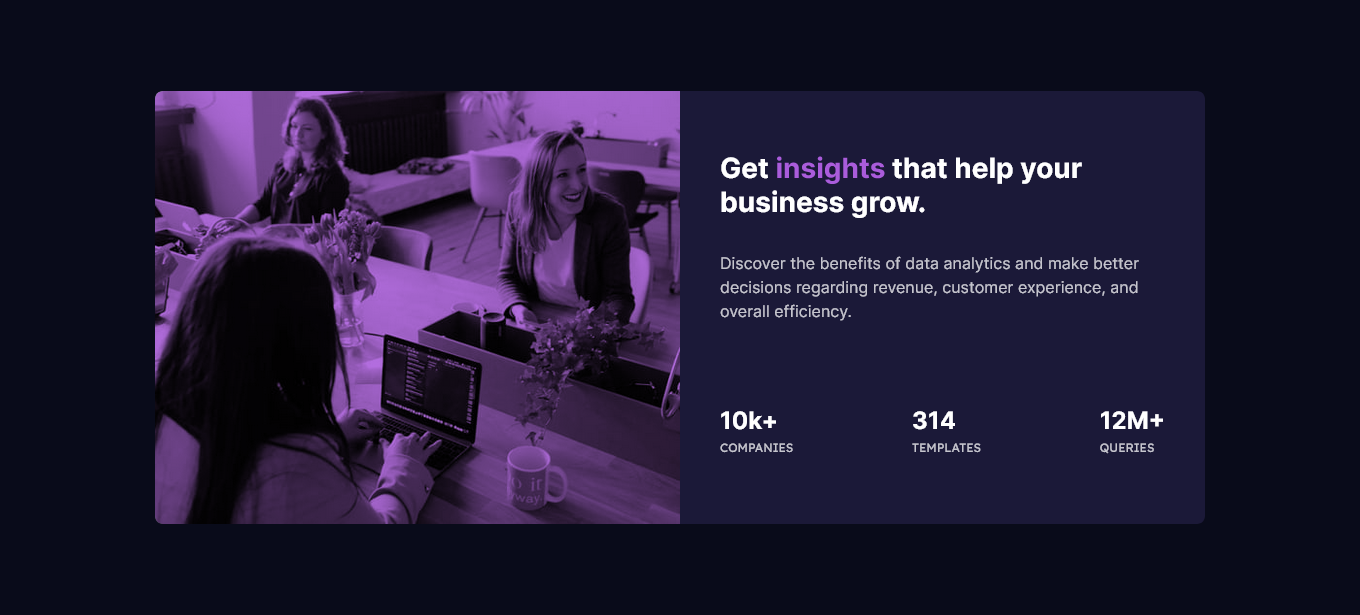 Get insights that help your
business grow.
Discover the benefits of data analytics and make better
decisions regarding revenue, customer experience, and
overall efficiency.
10k+ 314 12M+
COMPANIES TEMPLATES QUERIES